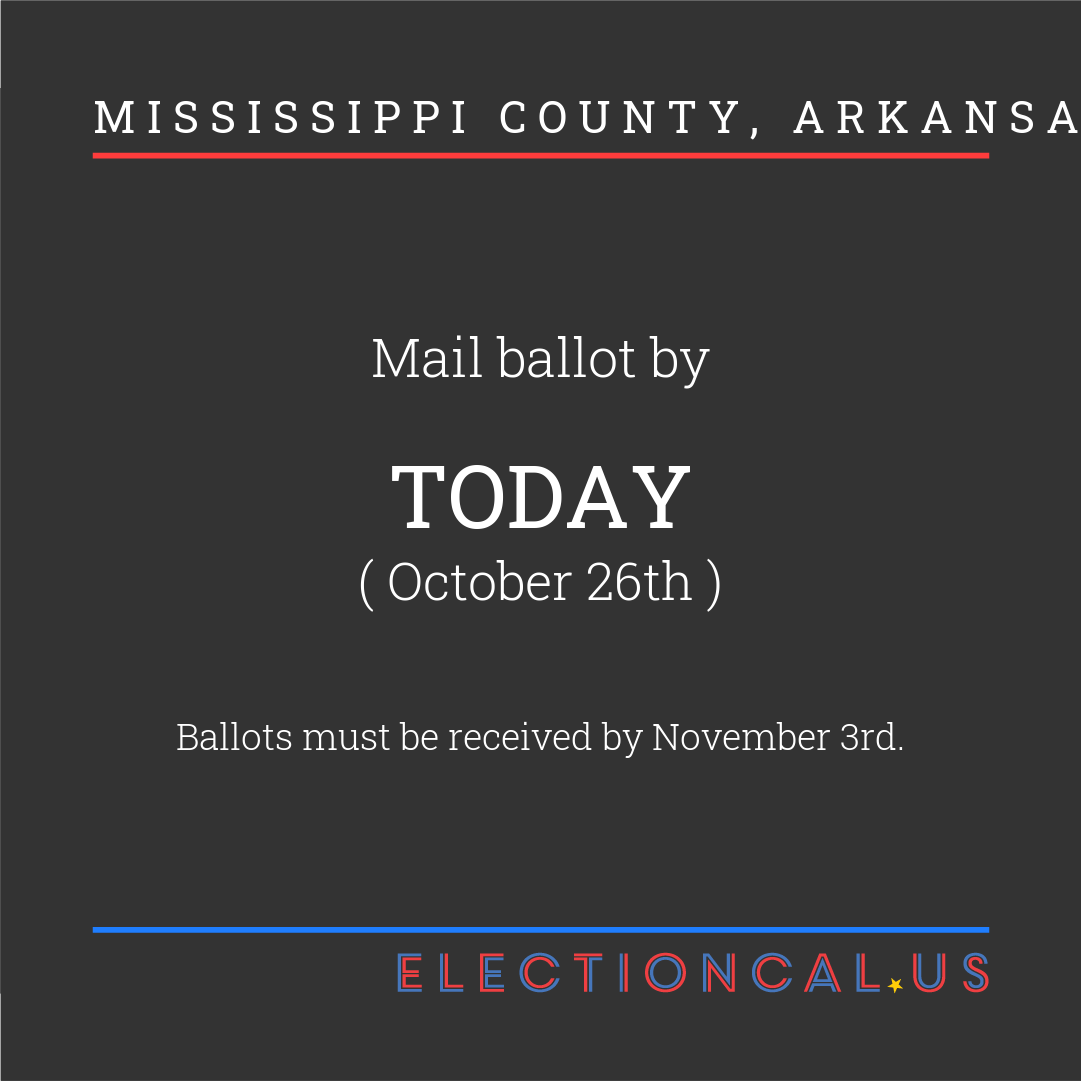 MISSISSIPPI COUNTY, ARKANSA
Mail ballot by
TODAY
( October 26th )
Ballots must be received by November 3rd.
ELECTIONCAL.US